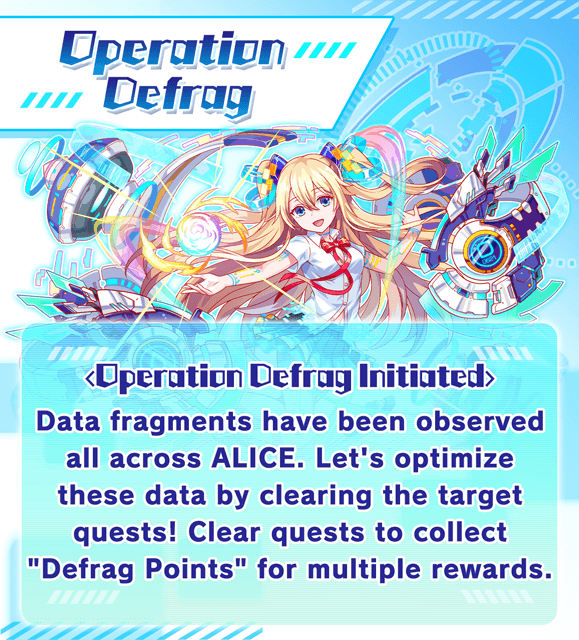 Operation
Defrag
<Operation Defrag Initiated>
Data fragments have been observed
all across ALICE. Let's optimize
these data by clearing the target
quests! Clear quests to collect
"Defrag Points" for multiple rewards.